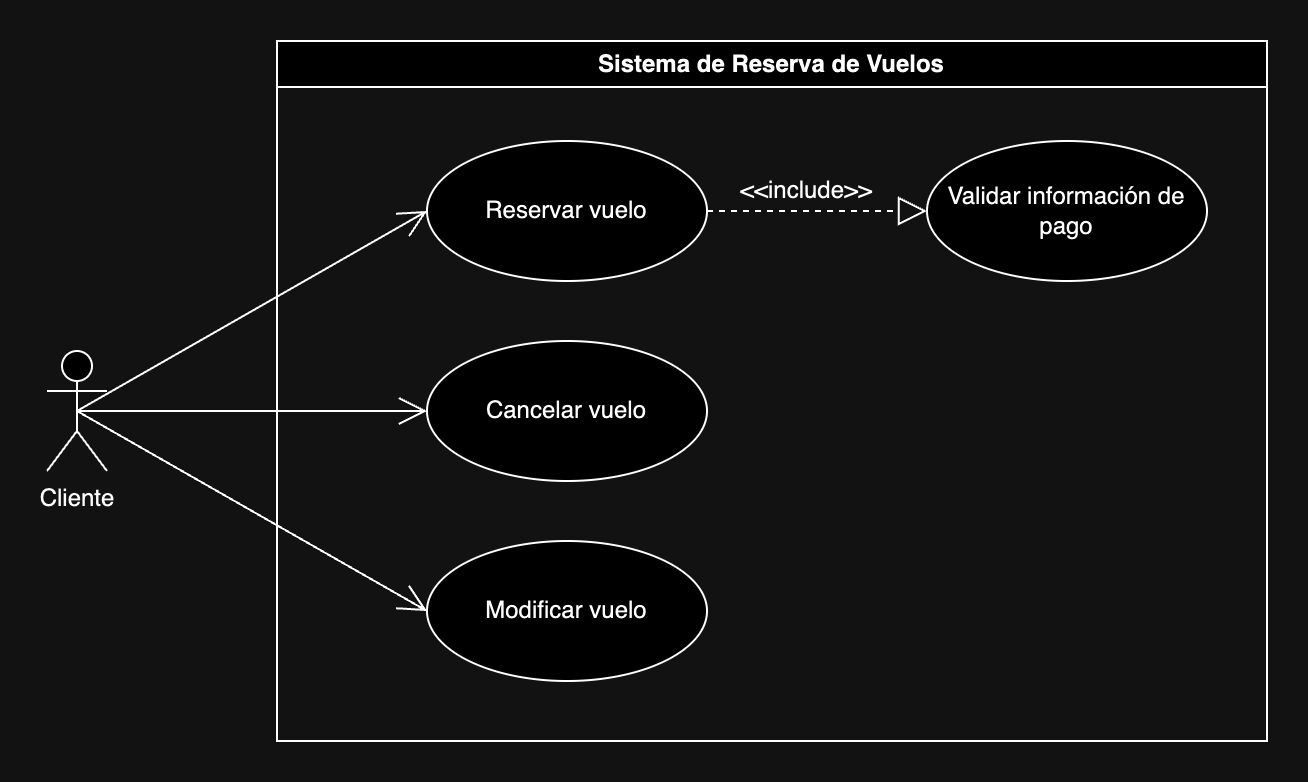 Sistema de Reserva de Vuelos
Reservar vuelo
<<include>>
Validar información de
pago
Cancelar vuelo
Cliente
Modificar vuelo